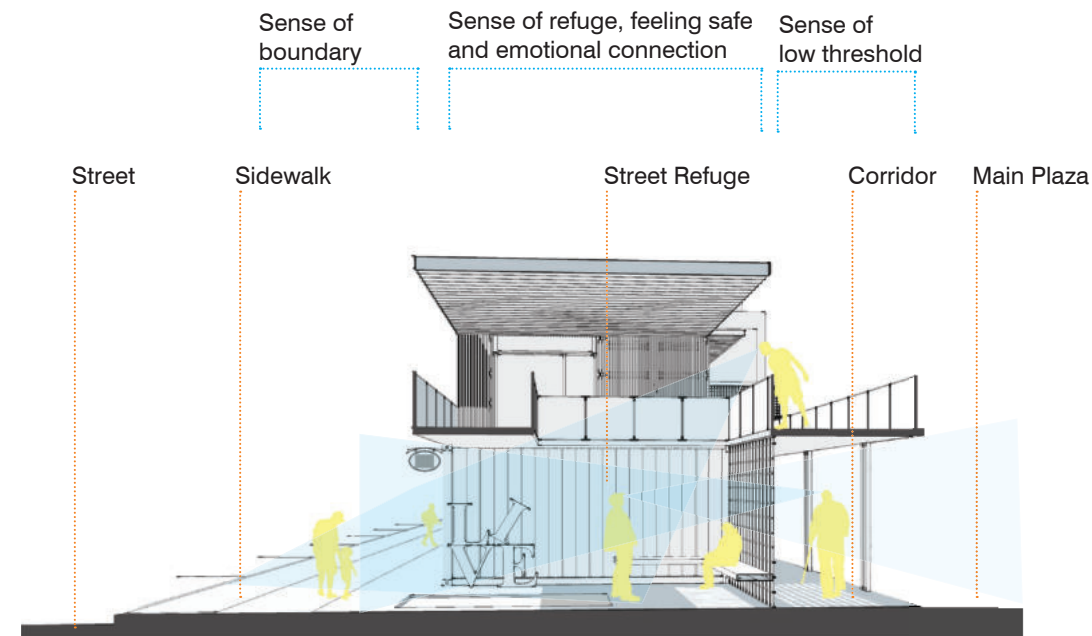 Sense of
boundary
Sense of refuge, feeling safe
and emotional connection
Sense of
low threshold
Street
Sidewalk
Street Refuge
Corridor
Main Plaza
LOVE